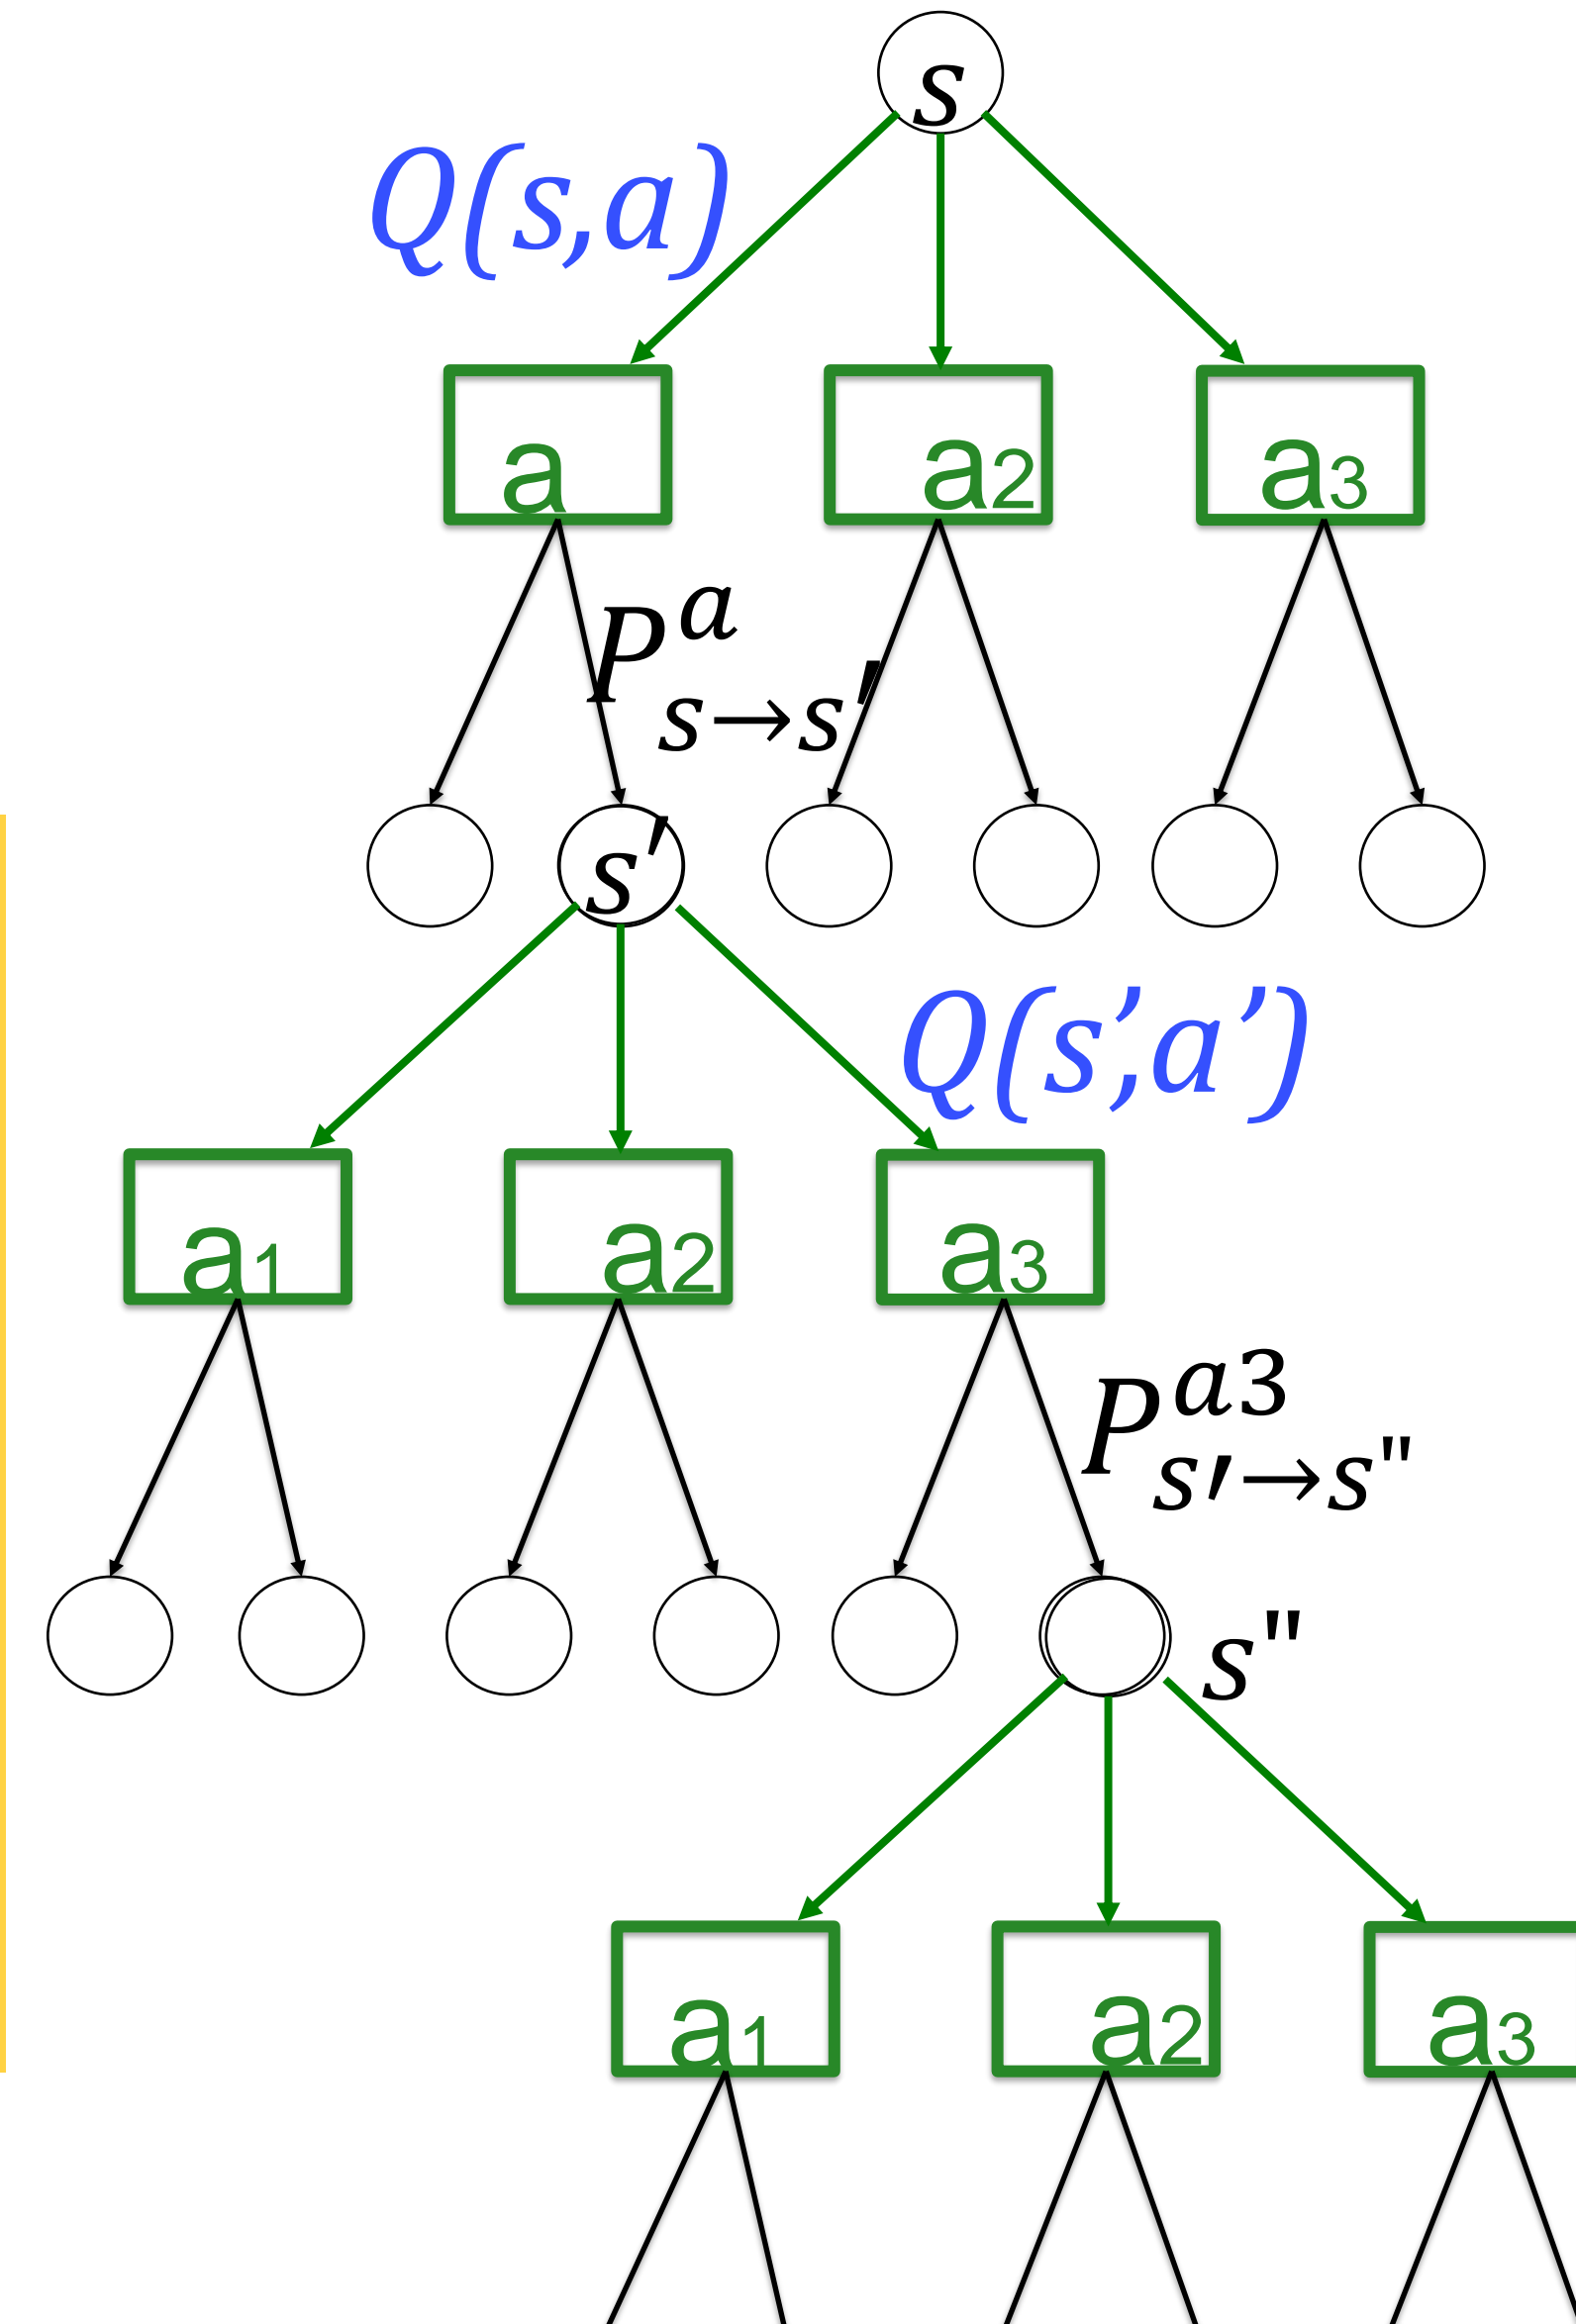 s
Q(s,a)
a
a2
a3
P^a_{s→s'}
s'
Q(s’,a’)
a1
a2
a3
P^{a3}_{s'→s"}
s"
a1
a2
a3